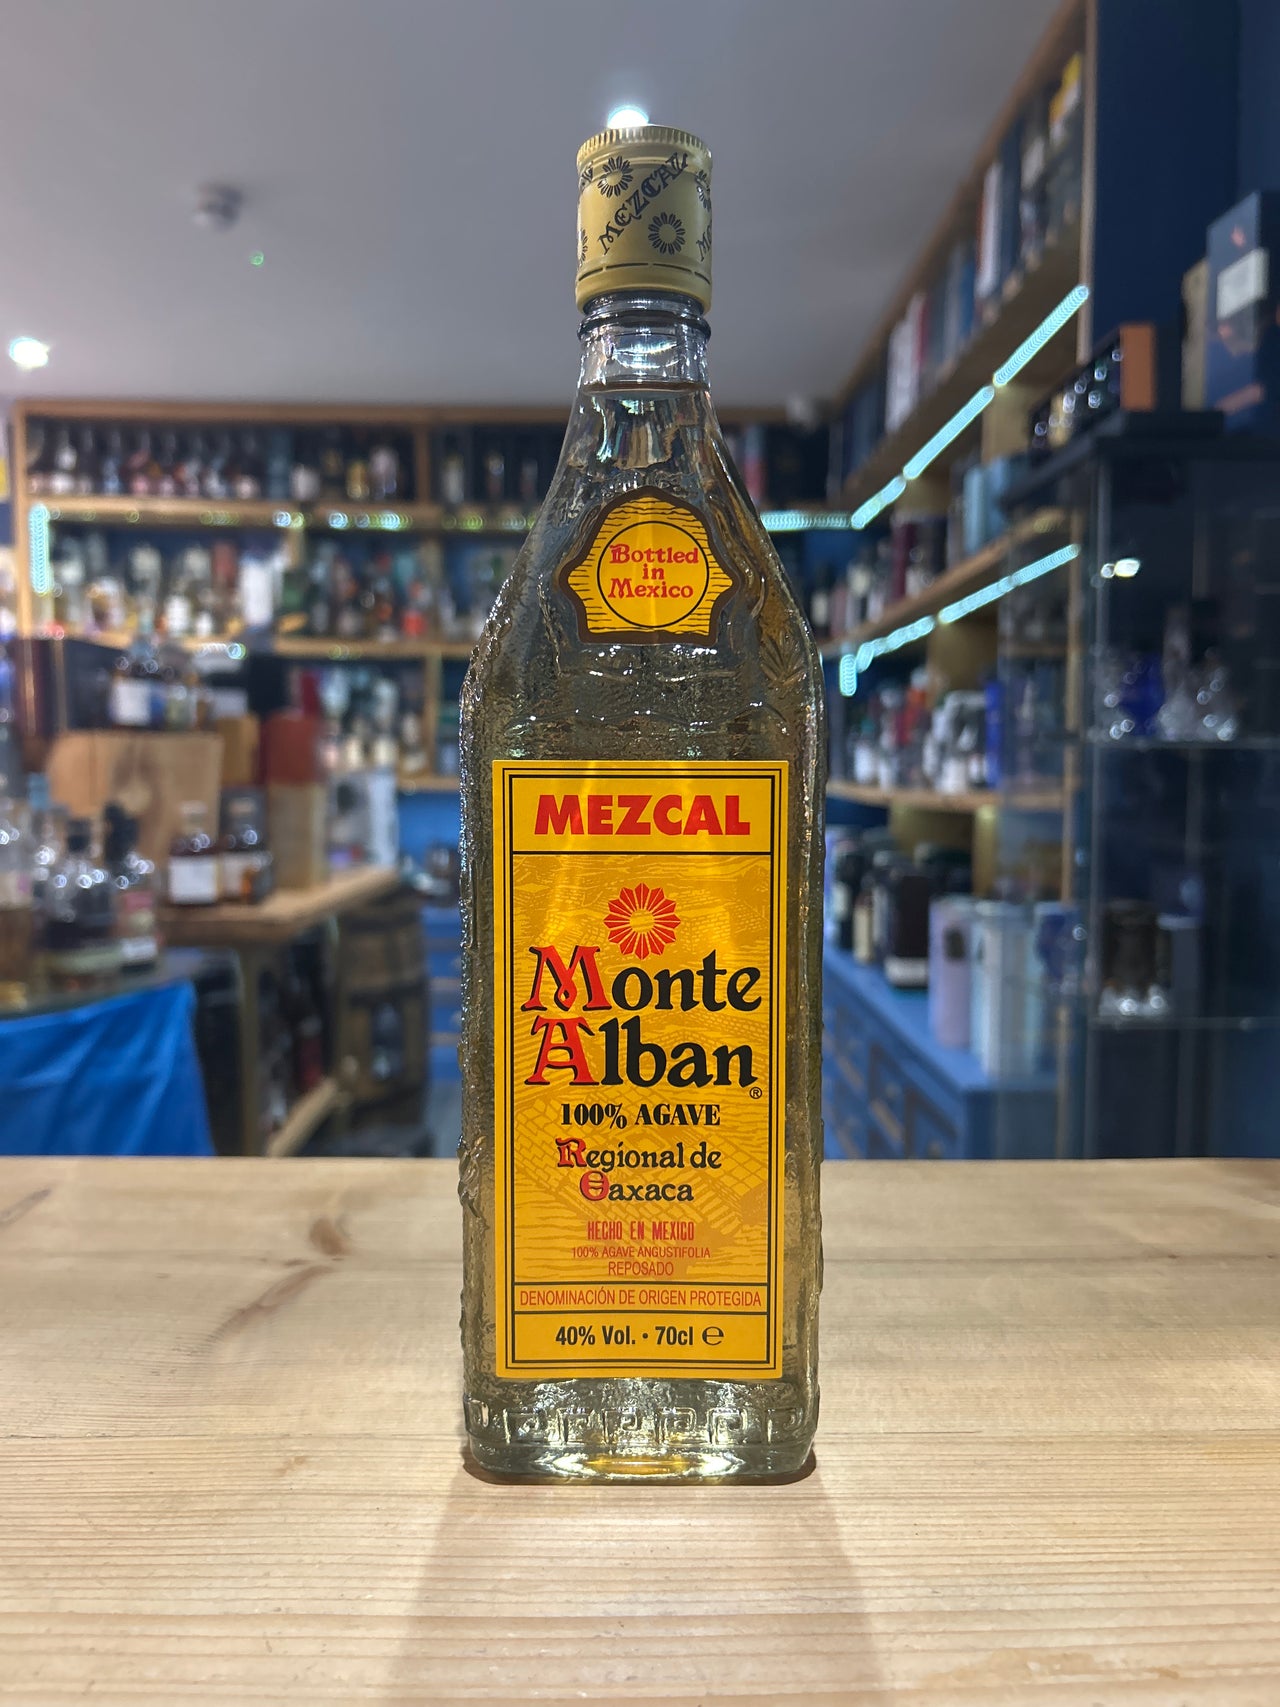 MEZCAL
Bottled
in
Mexico
MEZCAL
Monte
Alban®
100% AGAVE
Regional de
Oaxaca
HECHO EN MEXICO
100% AGAVE ANGUSTIFOLIA
REPOSADO
DENOMINACIÓN DE ORIGEN PROTEGIDA
40% Vol. • 70cl ℮